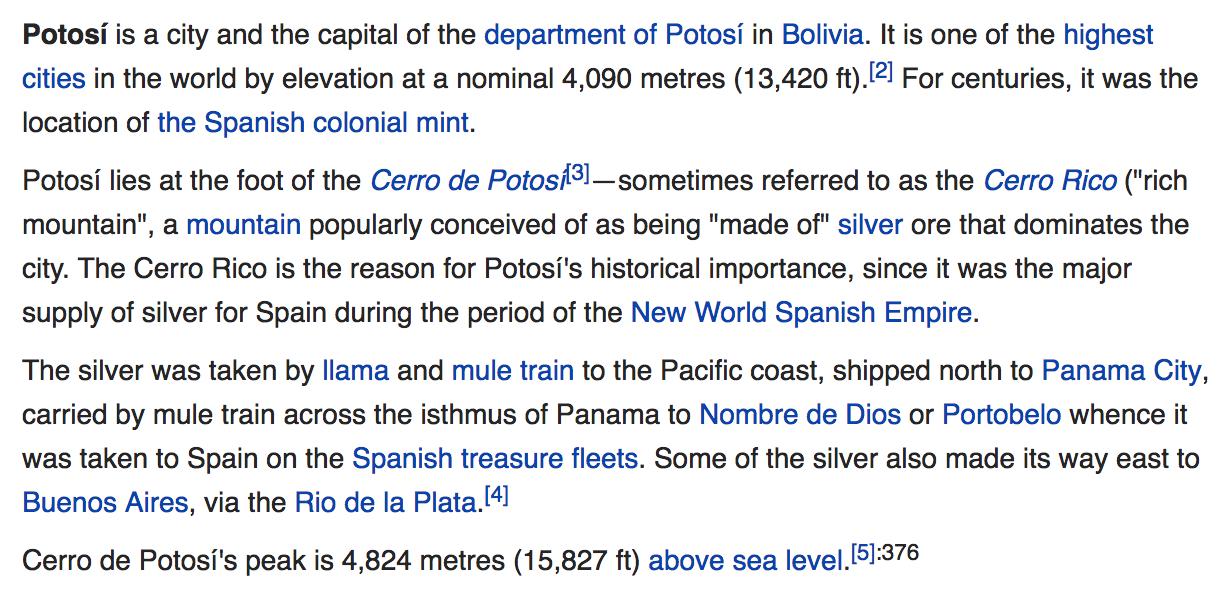 Potosí is a city and the capital of the department of Potosí in Bolivia. It is one of the highest
cities in the world by elevation at a nominal 4,090 metres (13,420 ft).[2] For centuries, it was the
location of the Spanish colonial mint.
Potosí lies at the foot of the Cerro de Potosí[3]—sometimes referred to as the Cerro Rico ("rich
mountain", a mountain popularly conceived of as being "made of" silver ore that dominates the
city. The Cerro Rico is the reason for Potosí's historical importance, since it was the major
supply of silver for Spain during the period of the New World Spanish Empire.
The silver was taken by llama and mule train to the Pacific coast, shipped north to Panama City,
carried by mule train across the isthmus of Panama to Nombre de Dios or Portobelo whence it
was taken to Spain on the Spanish treasure fleets. Some of the silver also made its way east to
Buenos Aires, via the Rio de la Plata.[4]
Cerro de Potosí's peak is 4,824 metres (15,827 ft) above sea level.[5]:376